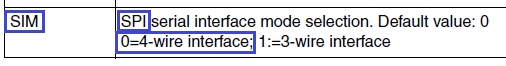 SIM SPI serial interface mode selection. Default value: 0
0=4-wire interface; 1:=3-wire interface